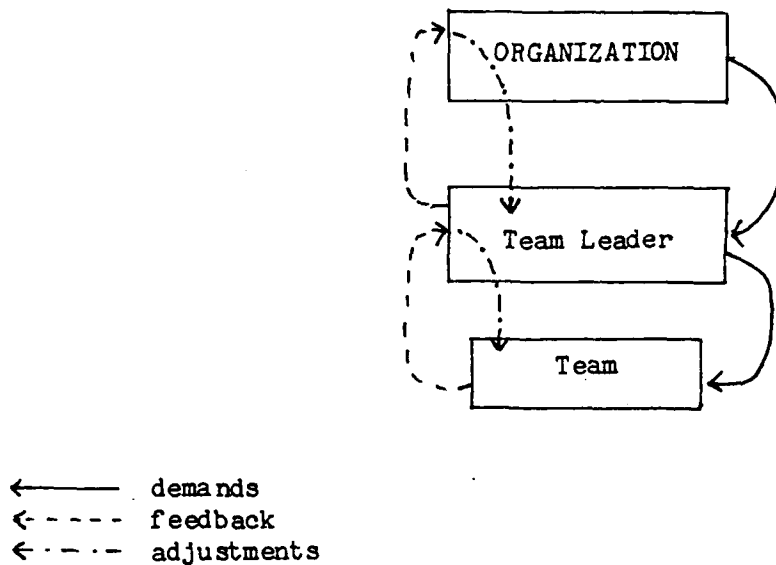 ORGANIZATION
Team Leader
Team
demands
feedback
adjustments